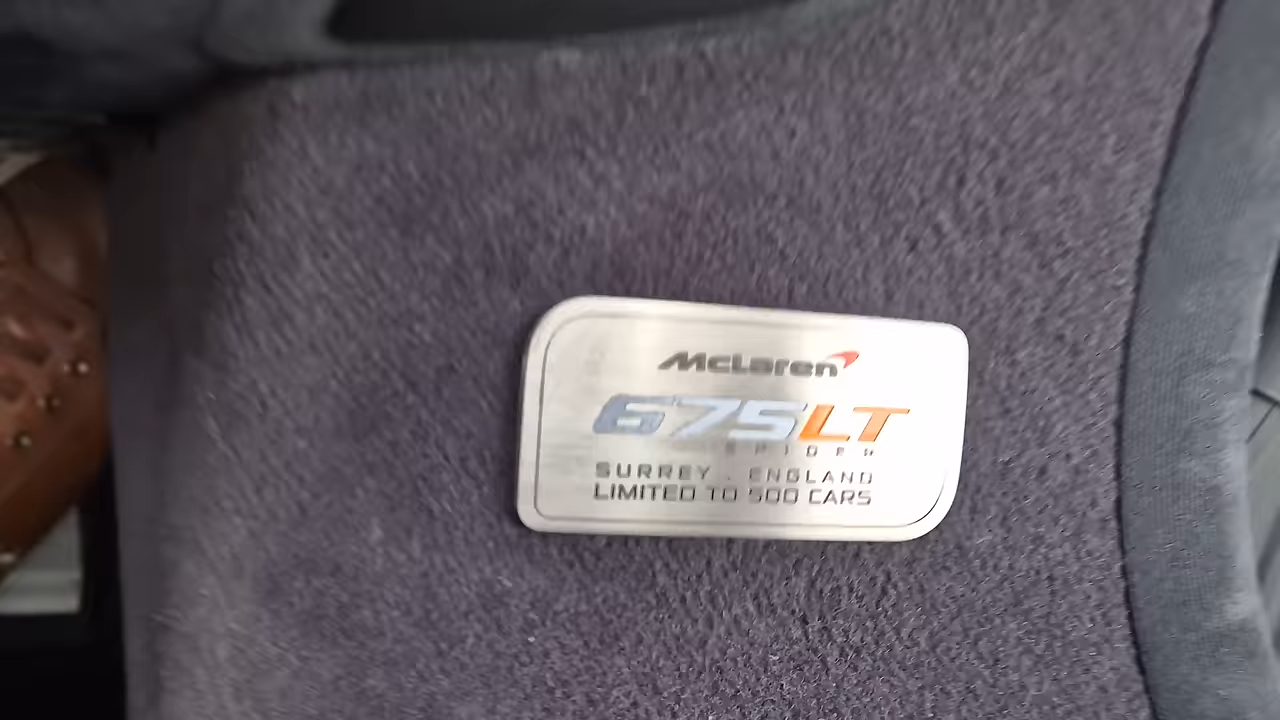 McLaren
675LT
SPIDER
SURREY . ENGLAND
LIMITED TO 500 CARS